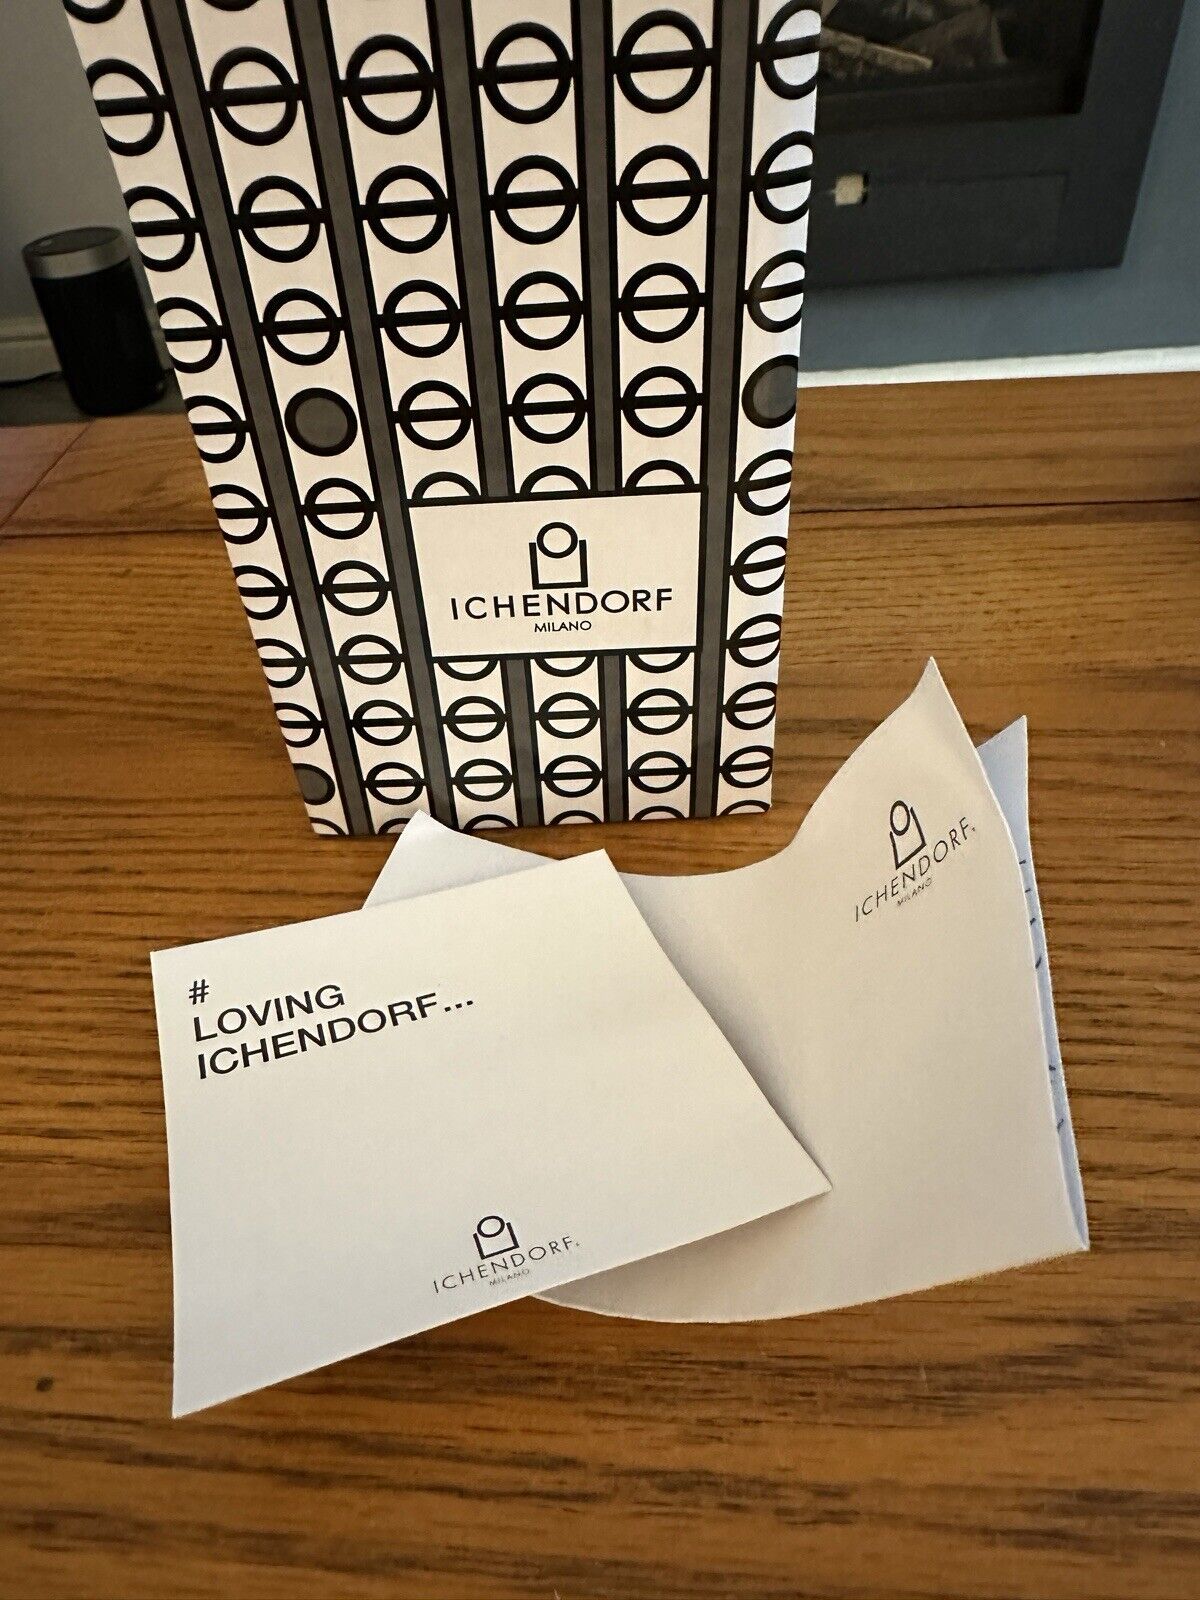 ICHENDORF
MILANO
ICHENDORF
MILANO
#
LOVING
ICHENDORF...
ICHENDORF
MILANO